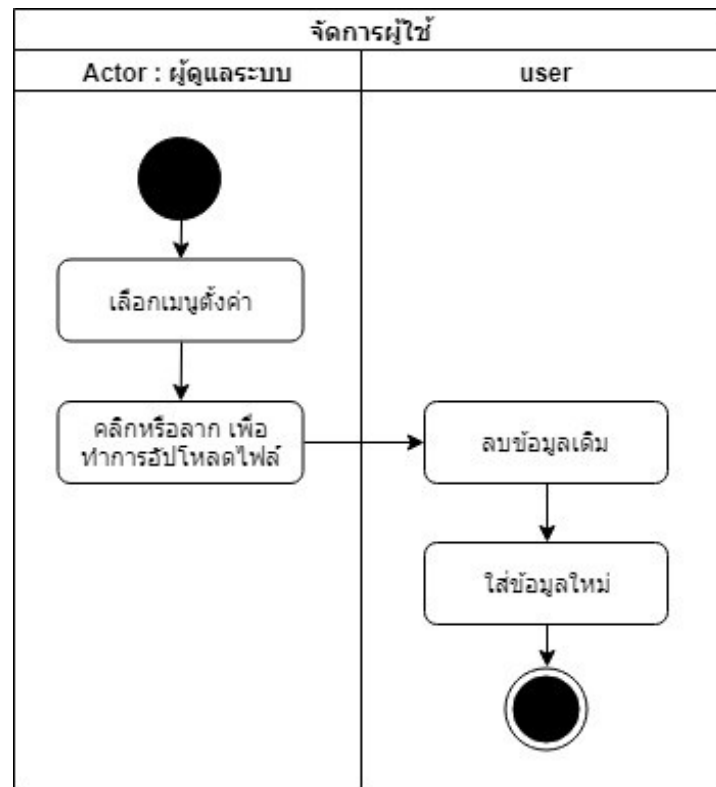 จัดการผู้ใช้
Actor : ผู้ดูแลระบบ
user
เลือกเมนูตั้งค่า
คลิกหรือลาก เพื่อ
ทำการอัปโหลดไฟล์
ลบข้อมูลเดิม
ใส่ข้อมูลใหม่